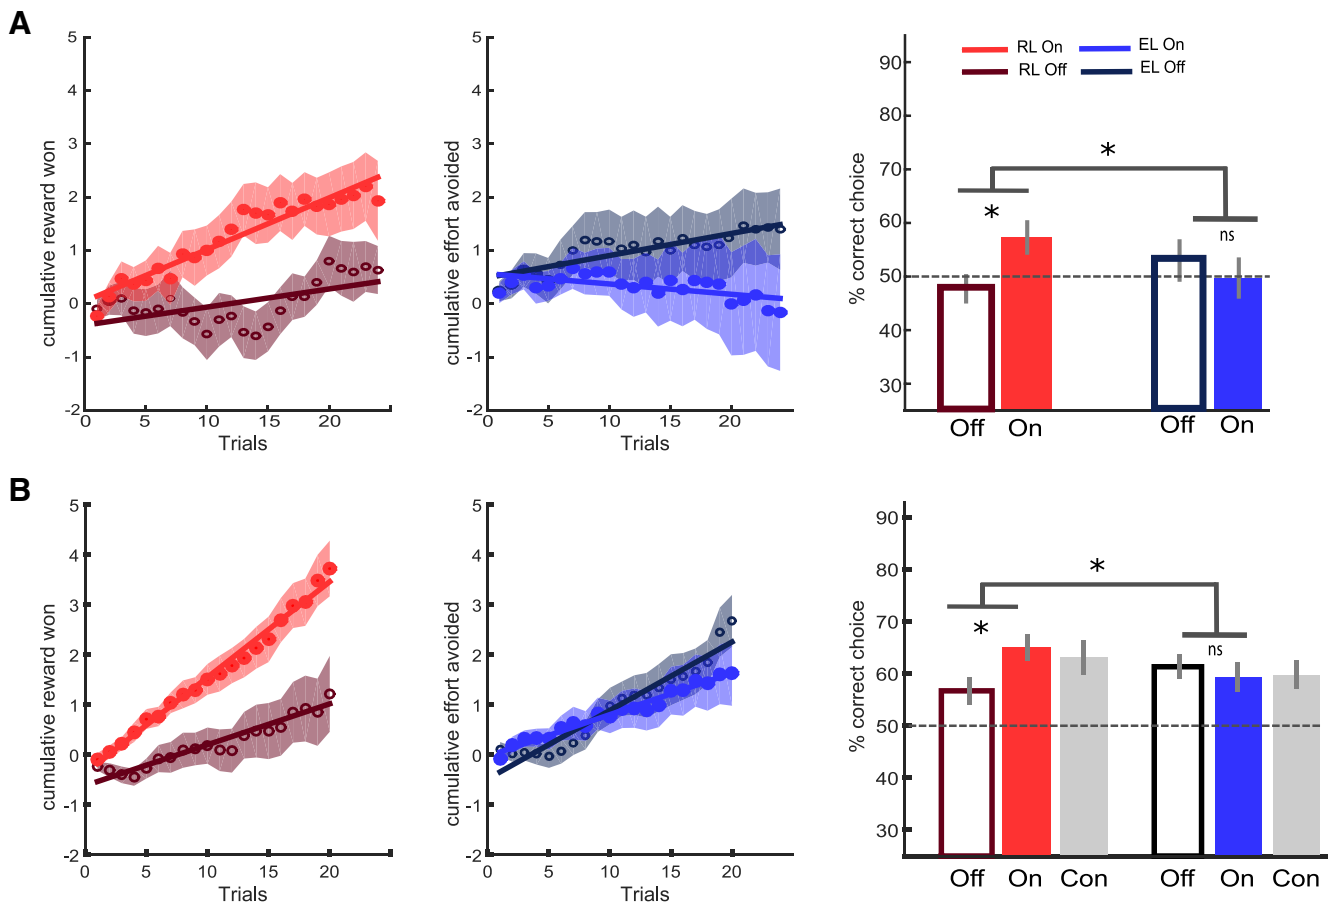 A
cumulative reward won
5
4
3
2
1
0
-1
-2
0 5 10 15 20
Trials
cumulative effort avoided
5
4
3
2
1
0
-1
-2
0 5 10 15 20
Trials
RL On EL On
RL Off EL Off
% correct choice
90
80
70
60
50
40
30
*
*
ns
Off On Off On
B
cumulative reward won
5
4
3
2
1
0
-1
-2
0 5 10 15 20
Trials
cumulative effort avoided
5
4
3
2
1
0
-1
-2
0 5 10 15 20
Trials
% correct choice
90
80
70
60
50
40
30
*
*
ns
Off On Con Off On Con